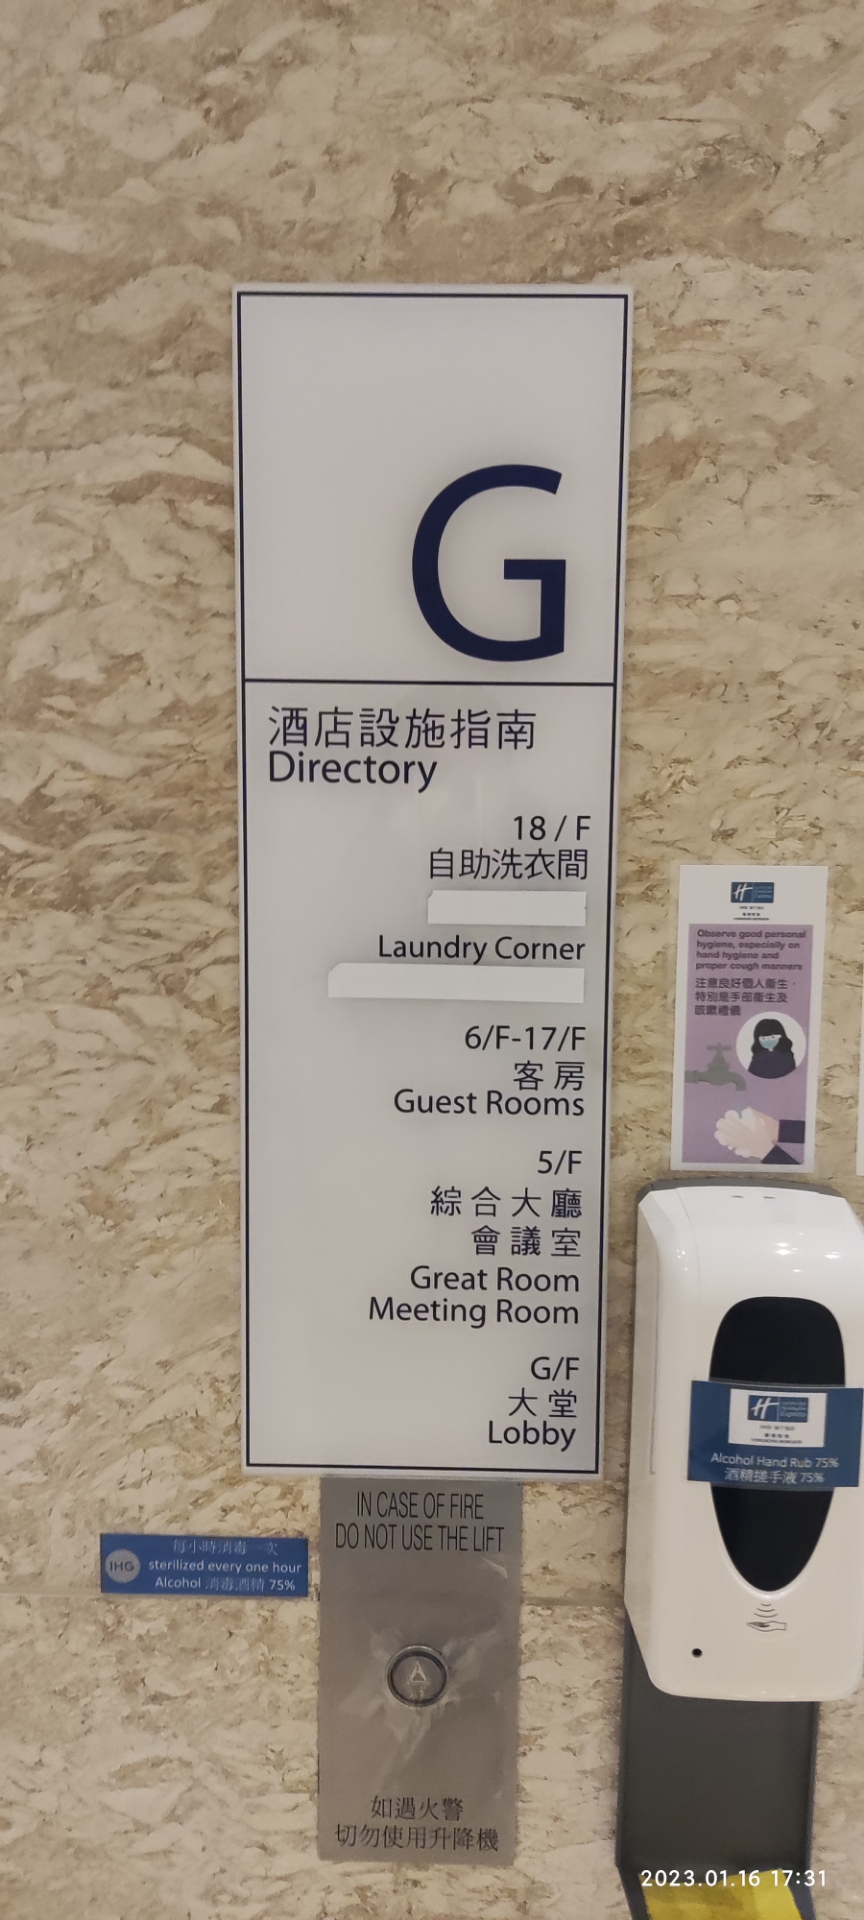 G
酒店設施指南
Directory
18 / F
自助洗衣間
Laundry Corner
6/F-17/F
客房
Guest Rooms
5/F
綜合大廳
會議室
Great Room
Meeting Room
G/F
大堂
Lobby
IN CASE OF FIRE
DO NOT USE THE LIFT
如遇火警
切勿使用升降機
IHG
每小時消毒一次
sterilized every one hour
Alcohol 消毒酒精 75%
H
Observe good personal
hygiene, especially on
hand hygiene and
proper cough manners
注意良好個人衞生，
特別是手部衞生及
咳嗽禮儀
H
Express
Alcohol Hand Rub 75%
酒精搓手液 75%
2023.01.16 17:31